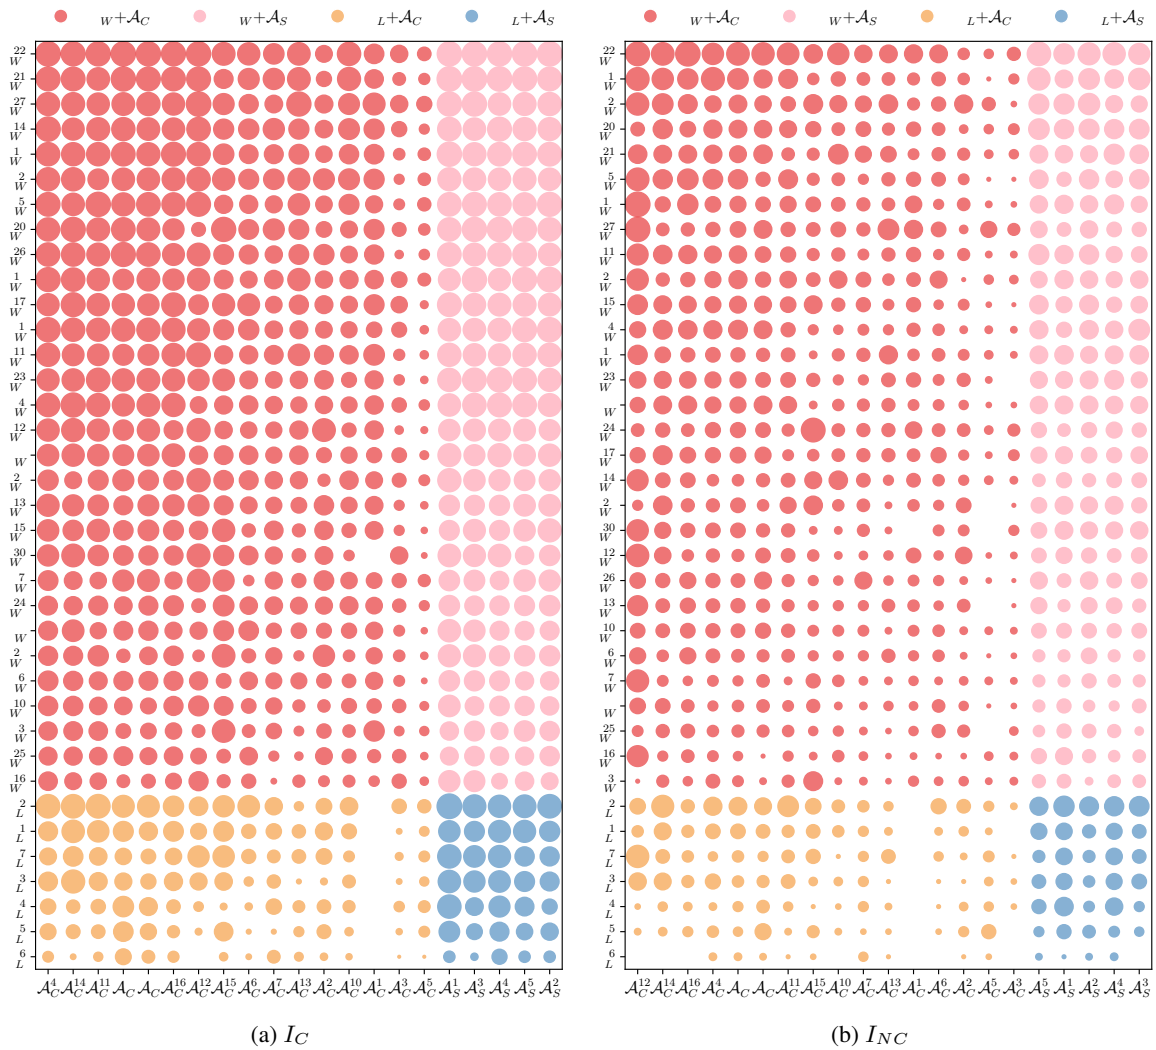 W+𝒜_C W+𝒜_S L+𝒜_C L+𝒜_S
W+𝒜_C W+𝒜_S L+𝒜_C L+𝒜_S
22 W
21 W
27 W
14 W
1 W
2 W
5 W
20 W
26 W
1 W
17 W
1 W
11 W
23 W
4 W
12 W
W
2 W
13 W
15 W
30 W
7 W
24 W
W
2 W
6 W
10 W
3 W
25 W
16 W
2 L
1 L
7 L
3 L
4 L
5 L
6 L
22 W
1 W
2 W
20 W
21 W
5 W
1 W
27 W
11 W
2 W
15 W
4 W
1 W
23 W
W
24 W
17 W
14 W
2 W
30 W
12 W
26 W
13 W
10 W
6 W
7 W
W
25 W
16 W
3 W
2 L
1 L
7 L
3 L
4 L
5 L
6 L
𝒜_C^4 𝒜_C^14 𝒜_C^11 𝒜_C 𝒜_C 𝒜_C^16 𝒜_C^12 𝒜_C^15 𝒜_C^6 𝒜_C^7 𝒜_C^13 𝒜_C^2 𝒜_C^10 𝒜_C^1 𝒜_C^3 𝒜_C^5 𝒜_S^1 𝒜_S^3 𝒜_S^4 𝒜_S^5 𝒜_S^2
𝒜_C^12 𝒜_C^14 𝒜_C^16 𝒜_C^4 𝒜_C 𝒜_C 𝒜_C^11 𝒜_C^15 𝒜_C^10 𝒜_C^7 𝒜_C^13 𝒜_C^1 𝒜_C^6 𝒜_C^2 𝒜_C^5 𝒜_C^3 𝒜_S^5 𝒜_S^1 𝒜_S^2 𝒜_S^4 𝒜_S^3
(a) I_C
(b) I_NC